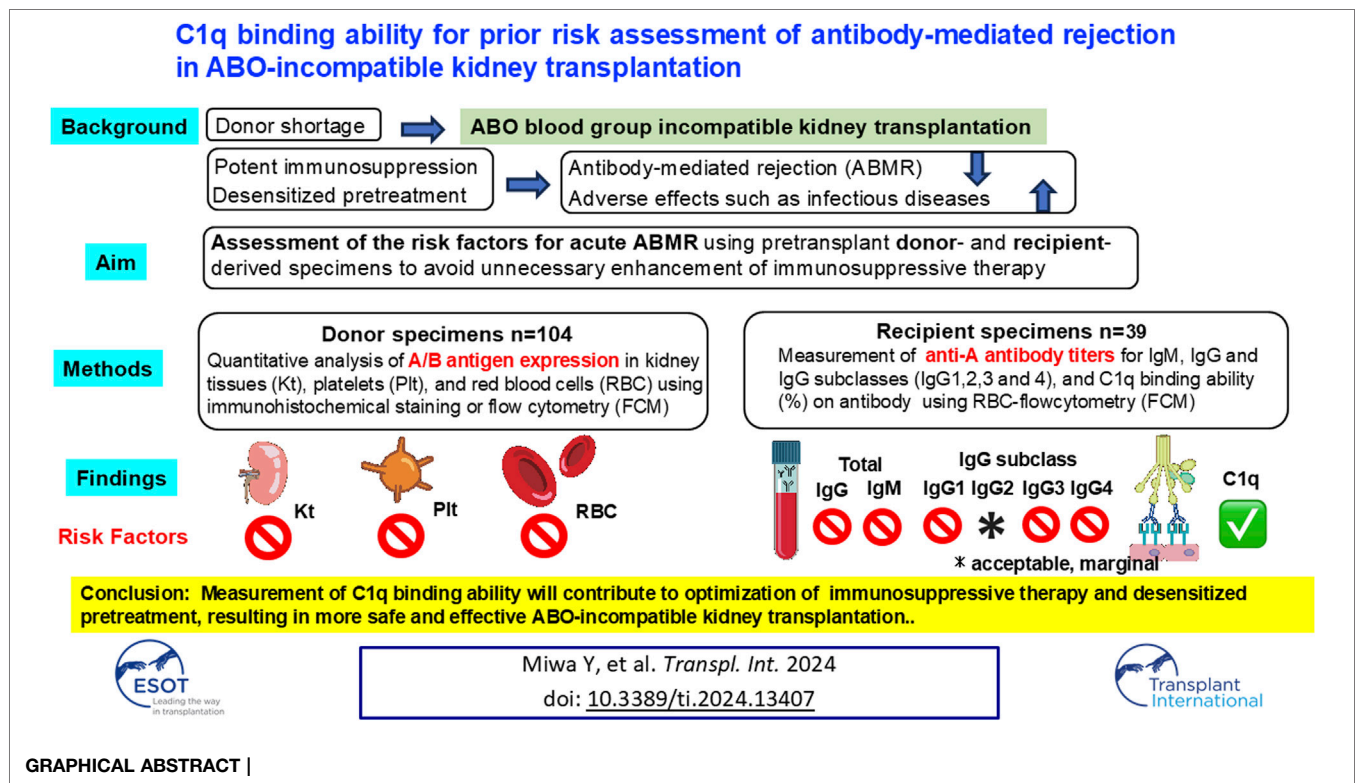 C1q binding ability for prior risk assessment of antibody-mediated rejection
in ABO-incompatible kidney transplantation
Background
Donor shortage
ABO blood group incompatible kidney transplantation
Potent immunosuppression
Desensitized pretreatment
Antibody-mediated rejection (ABMR)
Adverse effects such as infectious diseases
Aim
Assessment of the risk factors for acute ABMR using pretransplant donor- and recipient-
derived specimens to avoid unnecessary enhancement of immunosuppressive therapy
Methods
Donor specimens n=104
Quantitative analysis of A/B antigen expression in kidney
tissues (Kt), platelets (Plt), and red blood cells (RBC) using
immunohistochemical staining or flow cytometry (FCM)
Recipient specimens n=39
Measurement of anti-A antibody titers for IgM, IgG and
IgG subclasses (IgG1,2,3 and 4), and C1q binding ability
(%) on antibody using RBC-flowcytometry (FCM)
Findings
Risk Factors
Kt
Plt
RBC
Total
IgG IgM
IgG subclass
IgG1 IgG2 IgG3 IgG4
*
C1q
* acceptable, marginal
Conclusion: Measurement of C1q binding ability will contribute to optimization of immunosuppressive therapy and desensitized
pretreatment, resulting in more safe and effective ABO-incompatible kidney transplantation..
ESOT
Leading the way
in transplantation
Miwa Y, et al. Transpl. Int. 2024
doi: 10.3389/ti.2024.13407
Transplant
International
GRAPHICAL ABSTRACT |